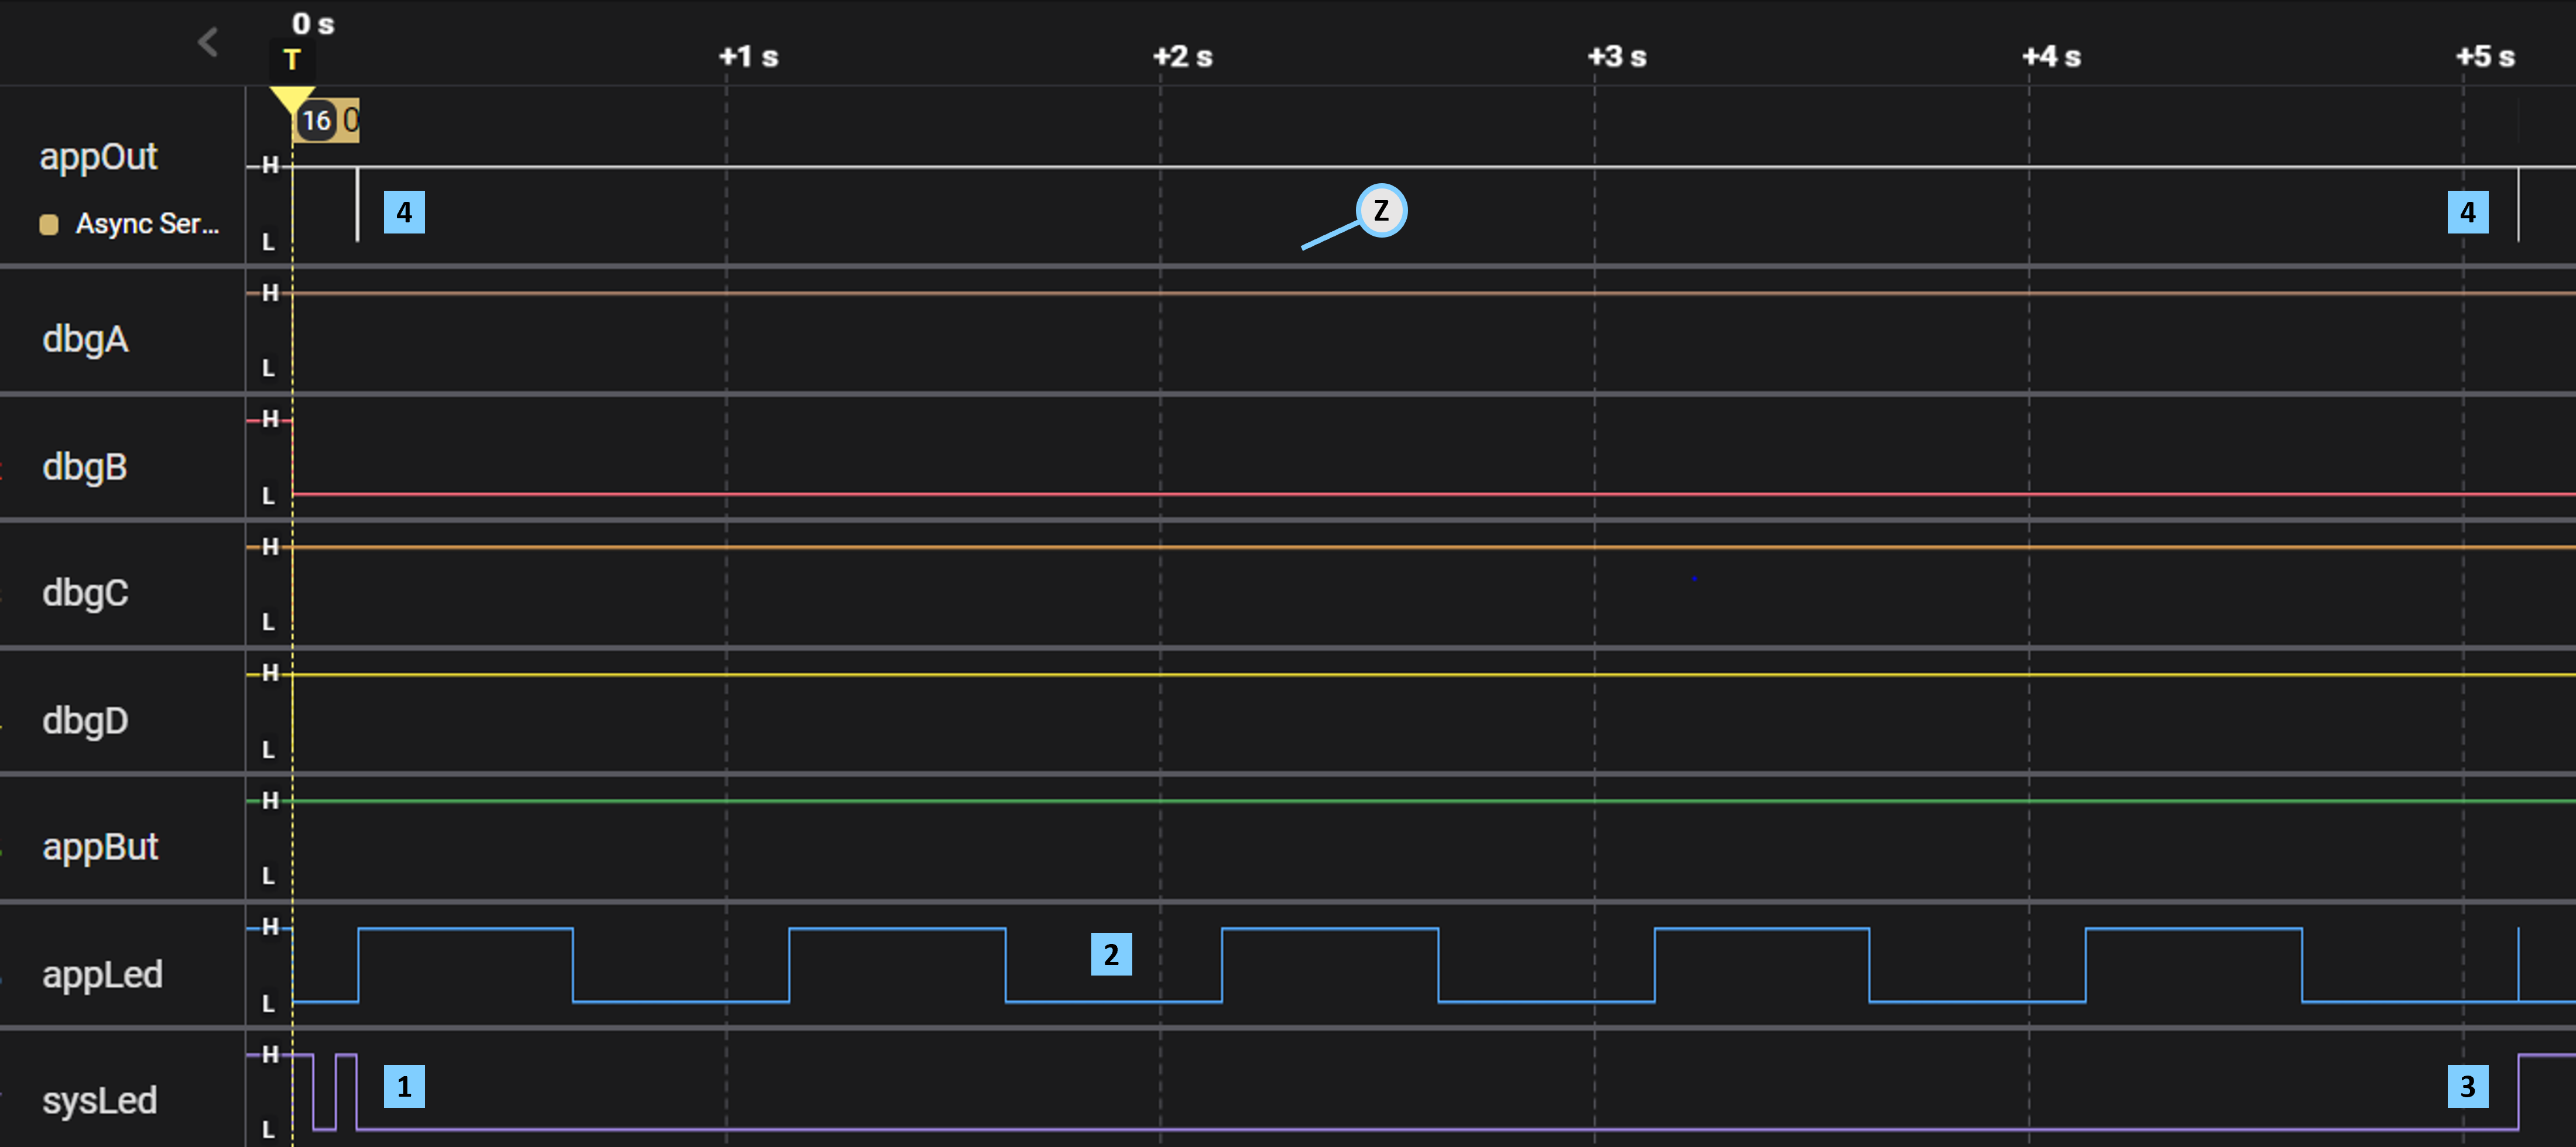 0 s
T
+1 s
+2 s
+3 s
+4 s
+5 s
16
0
appOut
H
4
Z
4
Async Ser...
L
H
dbgA
L
H
dbgB
L
H
dbgC
L
H
dbgD
L
H
appBut
L
H
2
appLed
L
H
1
3
sysLed
L